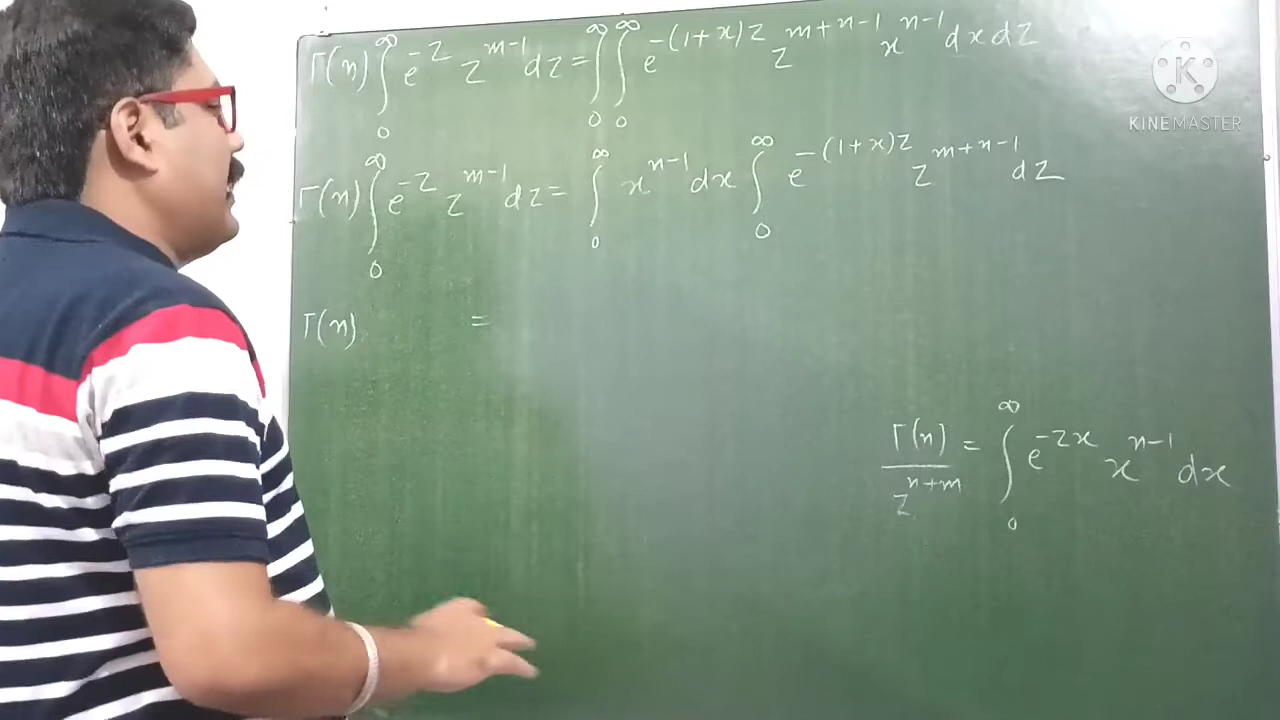 Γ(n) ∫₀^∞ e^{-z} z^{m-1} dz = ∫₀^∞ ∫₀^∞ e^{-(1+x)z} z^{m+n-1} x^{n-1} dx dz
K
KINEMASTER
Γ(n) ∫₀^∞ e^{-z} z^{m-1} dz = ∫₀^∞ x^{n-1} dx ∫₀^∞ e^{-(1+x)z} z^{m+n-1} dz
Γ(n) =
Γ(n)/z^{n+m} = ∫₀^∞ e^{-zx} x^{n-1} dx